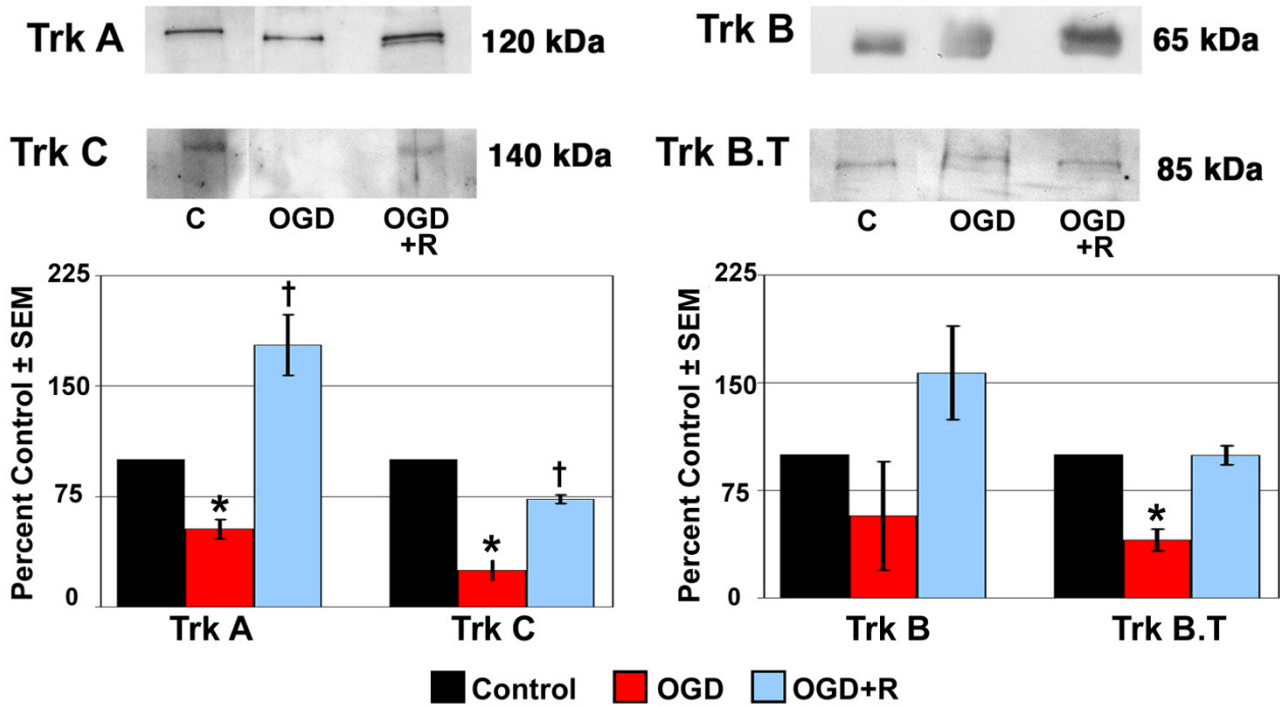 Trk A
120 kDa
Trk B
65 kDa
Trk C
140 kDa
Trk B.T
85 kDa
C OGD OGD
+R
C OGD OGD
+R
Percent Control ± SEM
225
150
75
0
†
*
*
†
Trk A Trk C
Percent Control ± SEM
225
150
75
0
*
Trk B Trk B.T
Control OGD OGD+R